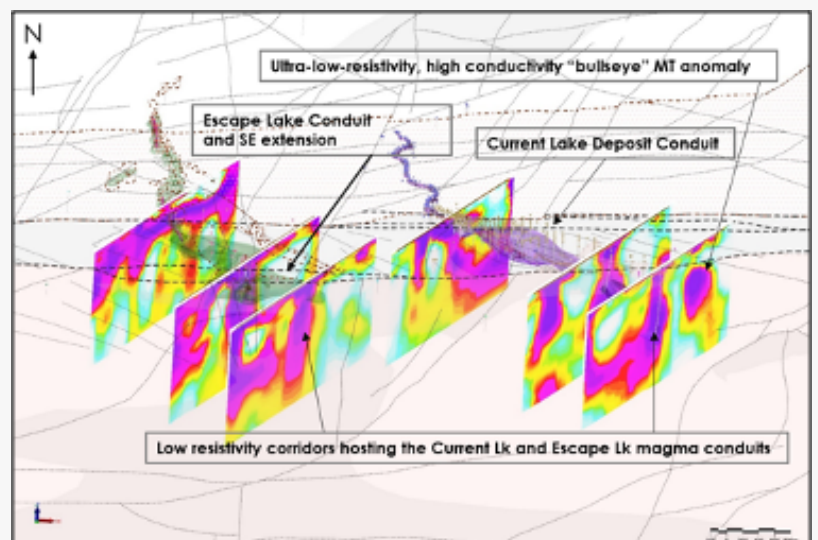 N
Ultra-low-resistivity, high conductivity “bullseye” MT anomaly
Escape Lake Conduit
and SE extension
Current Lake Deposit Conduit
Low resistivity corridors hosting the Current Lk and Escape Lk magma conduits